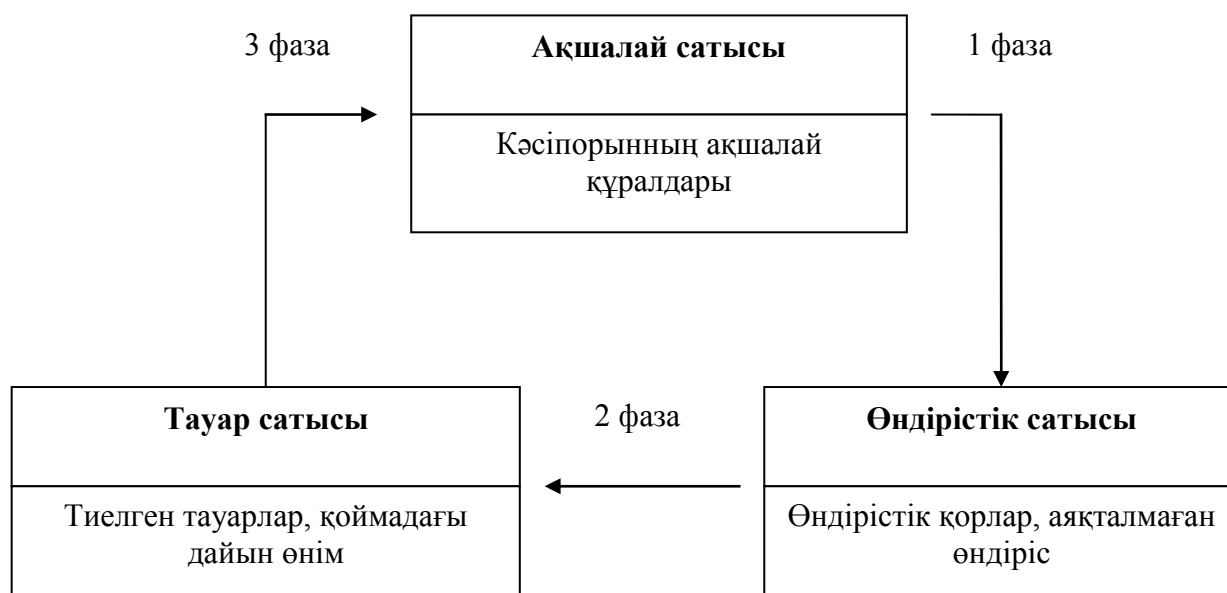 3 фаза
Ақшалай сатысы
1 фаза
Кәсіпорынның ақшалай
құралдары
Тауар сатысы
2 фаза
Өндірістік сатысы
Тиелген тауарлар, қоймадағы
дайын өнім
Өндірістік қорлар, аяқталмаған
өндіріс